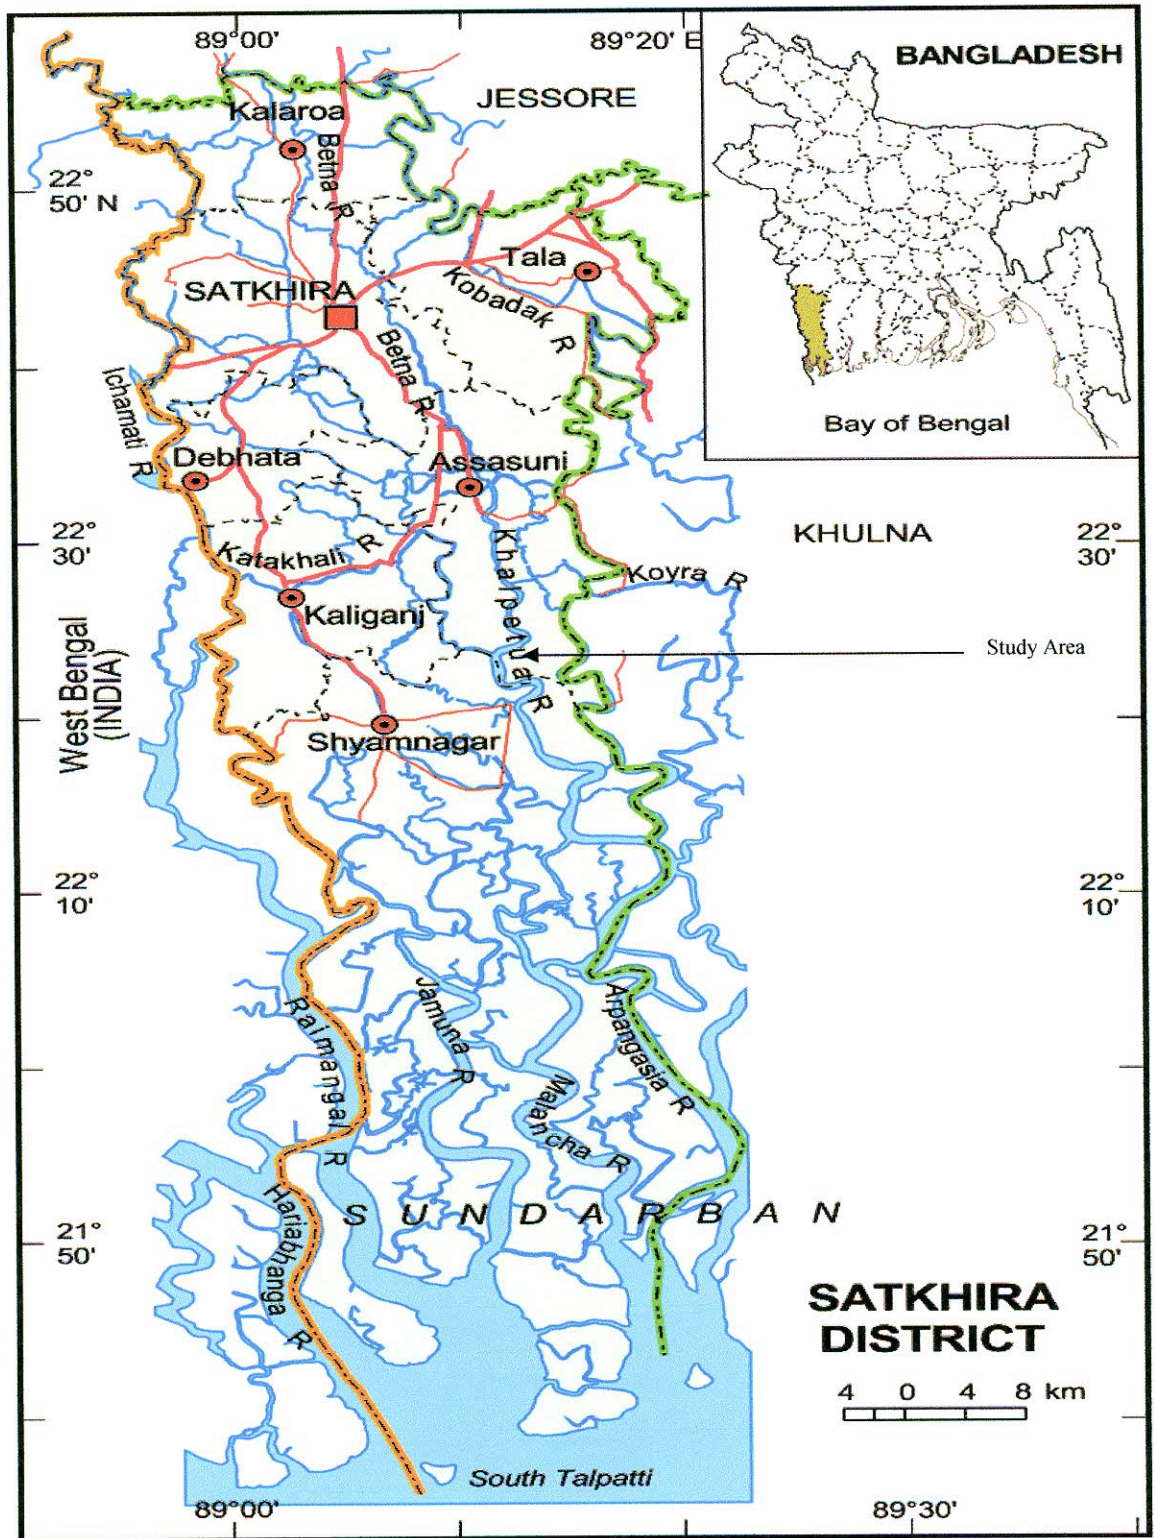 89°00'
89°20' E
BANGLADESH
JESSORE
Kalaroa
Betna R
22°
50' N
Tala
SATKHIRA
Kobadak R
Betna R
Ichamati R
Bay of Bengal
Debhata
Assasuni
KHULNA
22°
30'
22°
30'
Katakhali R
Khalpetua R
Koyra R
Kaliganj
Study Area
West Bengal
(INDIA)
Shyamnagar
22°
10'
22°
10'
Jamuna R
Arpangasia R
Raimangal R
Malancha R
Hariabhanga R
SUNDARBAN
21°
50'
21°
50'
SATKHIRA
DISTRICT
4 0 4 8 km
South Talpatti
89°00'
89°30'